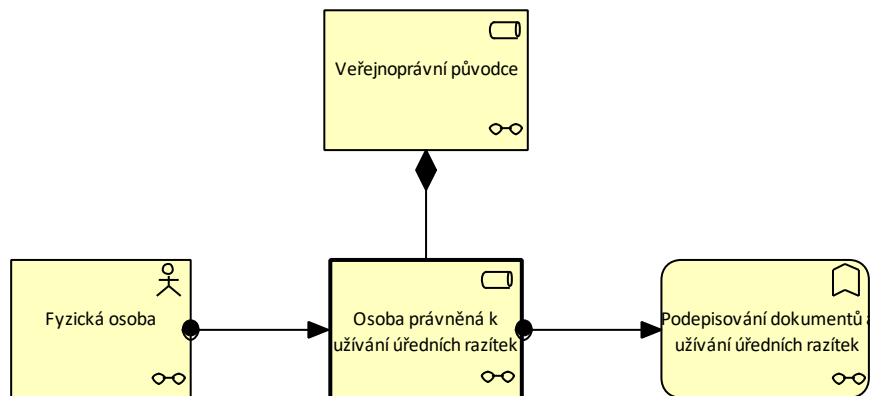 Veřejnoprávní původce
Fyzická osoba
Osoba právněná k
užívání úředních razítek
Podepisování dokumentů a
užívání úředních razítek